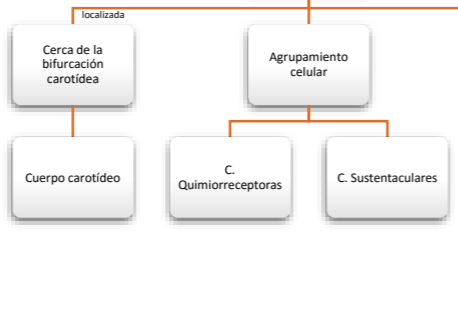 localizada
Cerca de la
bifurcación
carotídea
Agrupamiento
celular
Cuerpo carotídeo
C.
Quimiorreceptoras
C. Sustentaculares